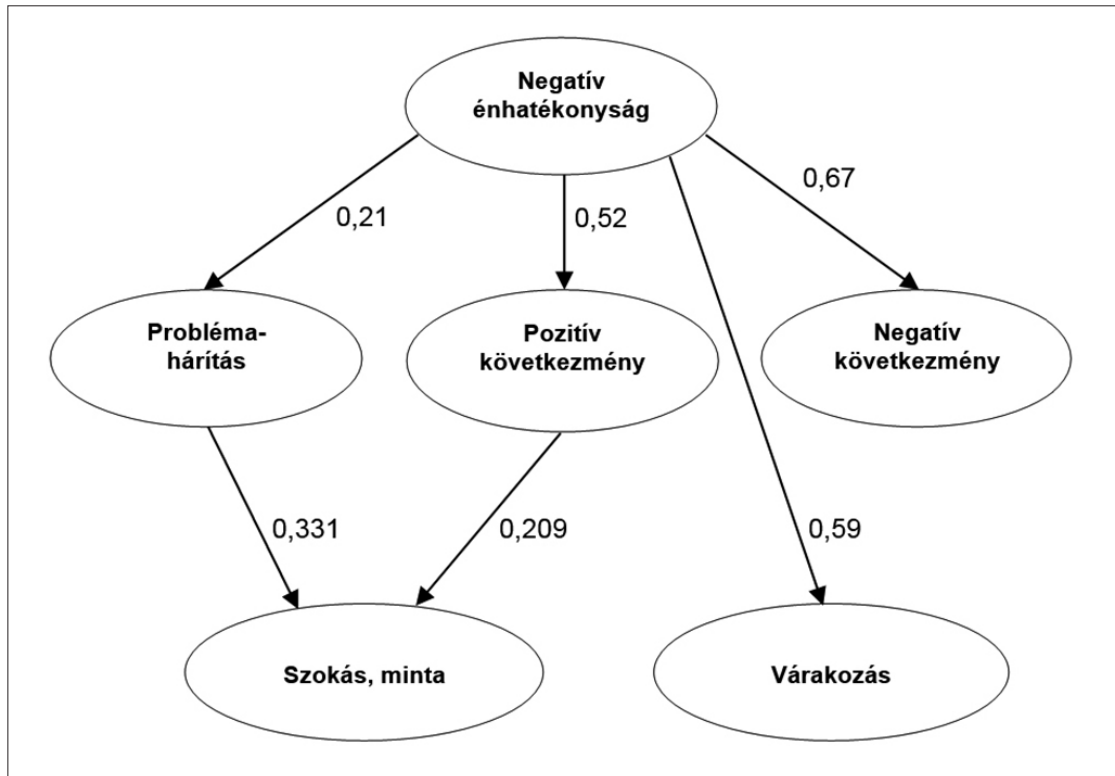 Negatív
énhatékonyság
0,67
0,21
0,52
Probléma-
hárítás
Pozitív
következmény
Negatív
következmény
0,331
0,209
0,59
Szokás, minta
Várakozás